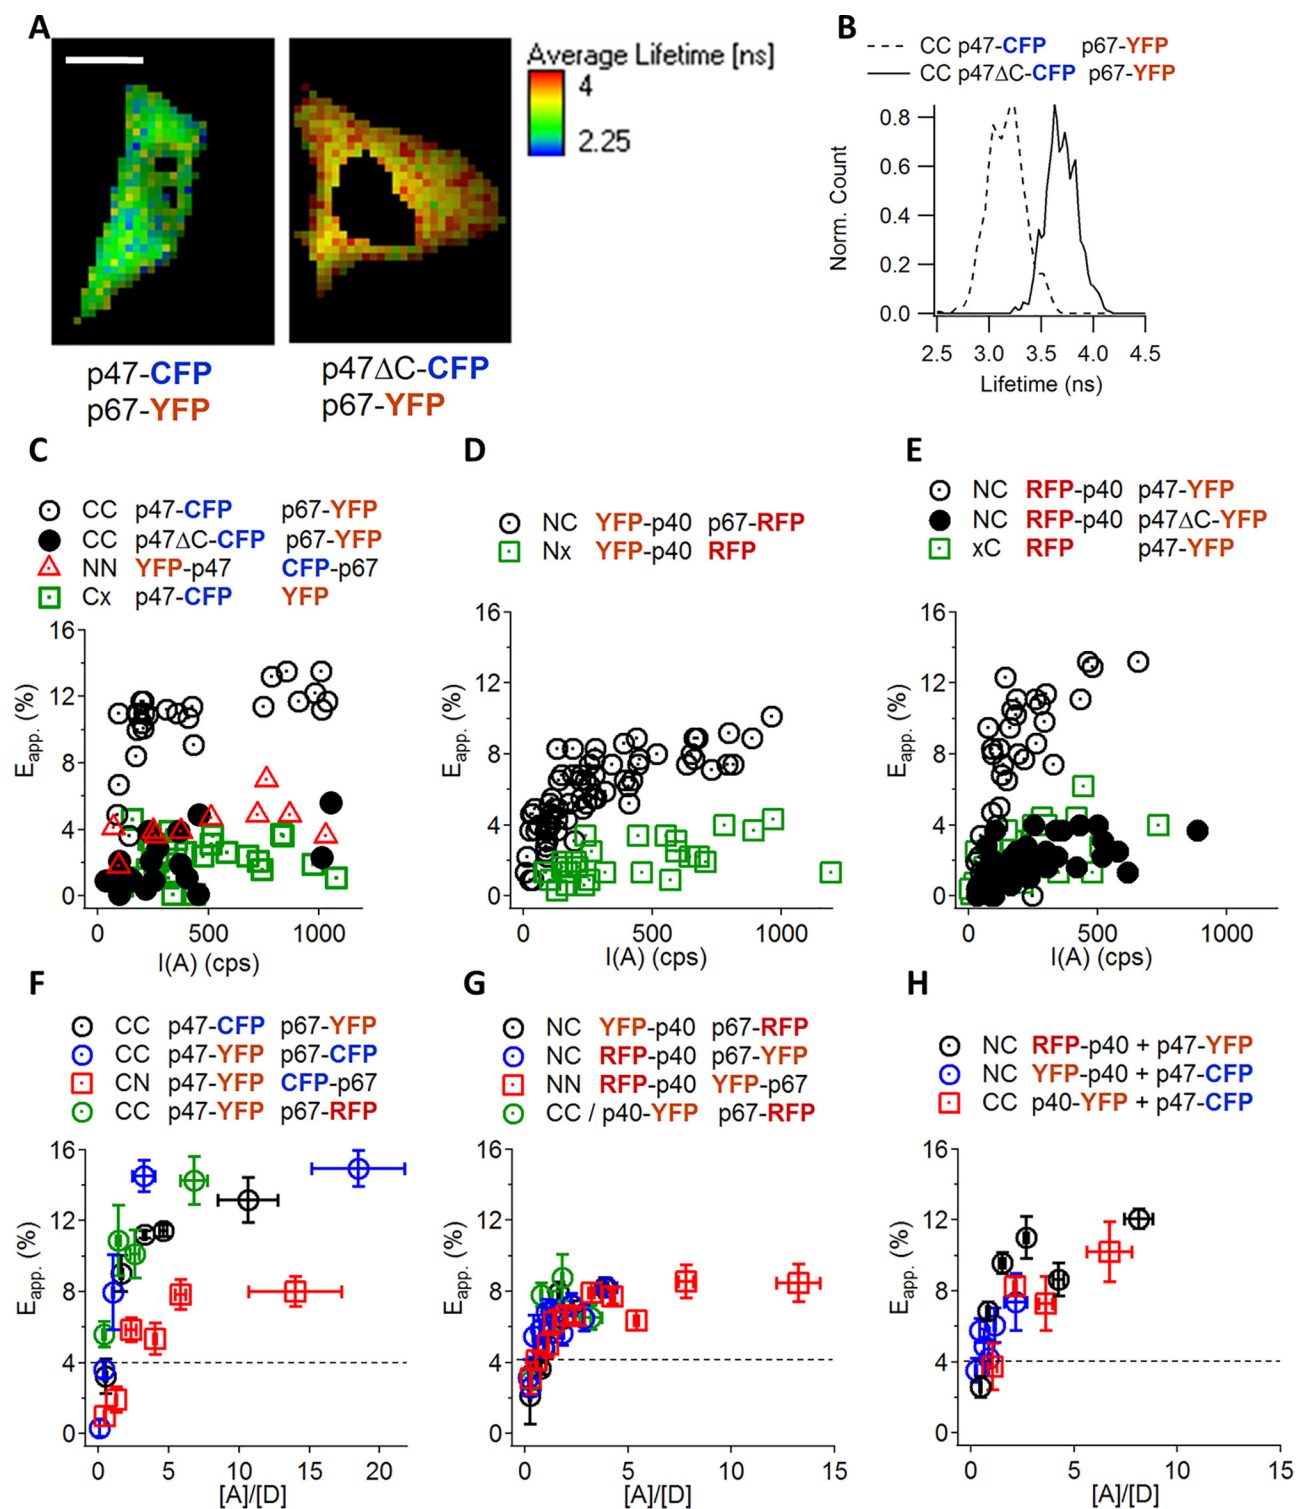 A
Average Lifetime [ns]
4
2.25
p47-CFP
p67-YFP
p47ΔC-CFP
p67-YFP
B
CC p47-CFP p67-YFP
CC p47ΔC-CFP p67-YFP
Norm. Count
0.8
0.6
0.4
0.2
0.0
2.5 3.0 3.5 4.0 4.5
Lifetime (ns)
C
CC p47-CFP p67-YFP
CC p47ΔC-CFP p67-YFP
NN YFP-p47 CFP-p67
Cx p47-CFP YFP
Eapp. (%)
16
12
8
4
0
0 500 1000
I(A) (cps)
D
NC YFP-p40 p67-RFP
Nx YFP-p40 RFP
Eapp. (%)
16
12
8
4
0
0 500 1000
I(A) (cps)
E
NC RFP-p40 p47-YFP
NC RFP-p40 p47ΔC-YFP
xC RFP p47-YFP
Eapp. (%)
16
12
8
4
0
0 500 1000
I(A) (cps)
F
CC p47-CFP p67-YFP
CC p47-YFP p67-CFP
CN p47-YFP CFP-p67
CC p47-YFP p67-RFP
Eapp. (%)
16
12
8
4
0
0 5 10 15 20
[A]/[D]
G
NC YFP-p40 p67-RFP
NC RFP-p40 p67-YFP
NN RFP-p40 YFP-p67
CC / p40-YFP p67-RFP
Eapp. (%)
16
12
8
4
0
0 5 10 15
[A]/[D]
H
NC RFP-p40 + p47-YFP
NC YFP-p40 + p47-CFP
CC p40-YFP + p47-CFP
Eapp. (%)
16
12
8
4
0
0 5 10 15
[A]/[D]